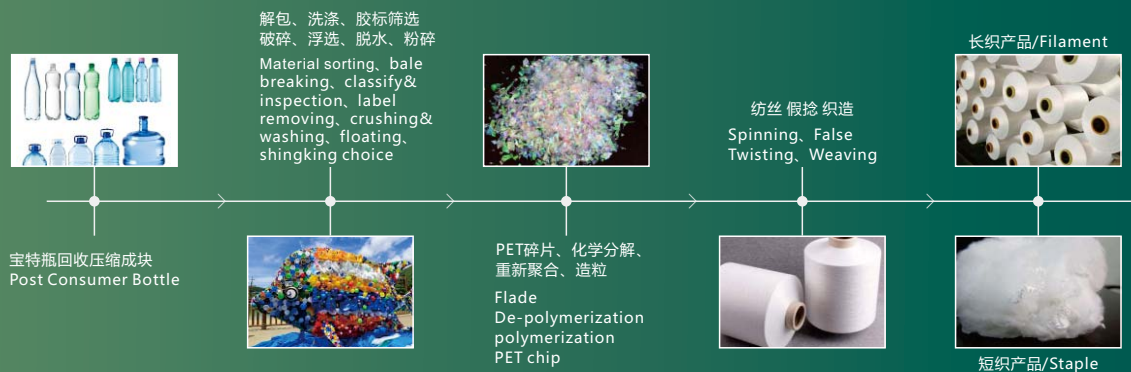 宝特瓶回收压缩成块
Post Consumer Bottle
解包、洗涤、胶标筛选
破碎、浮选、脱水、粉碎
Material sorting、bale
breaking、classify&
inspection、label
removing、crushing&
washing、floating、
shingking choice
PET碎片、化学分解、
重新聚合、造粒
Flade
De-polymerization
polymerization
PET chip
纺丝 假捻 织造
Spinning、False
Twisting、Weaving
长织产品/Filament
短织产品/Staple